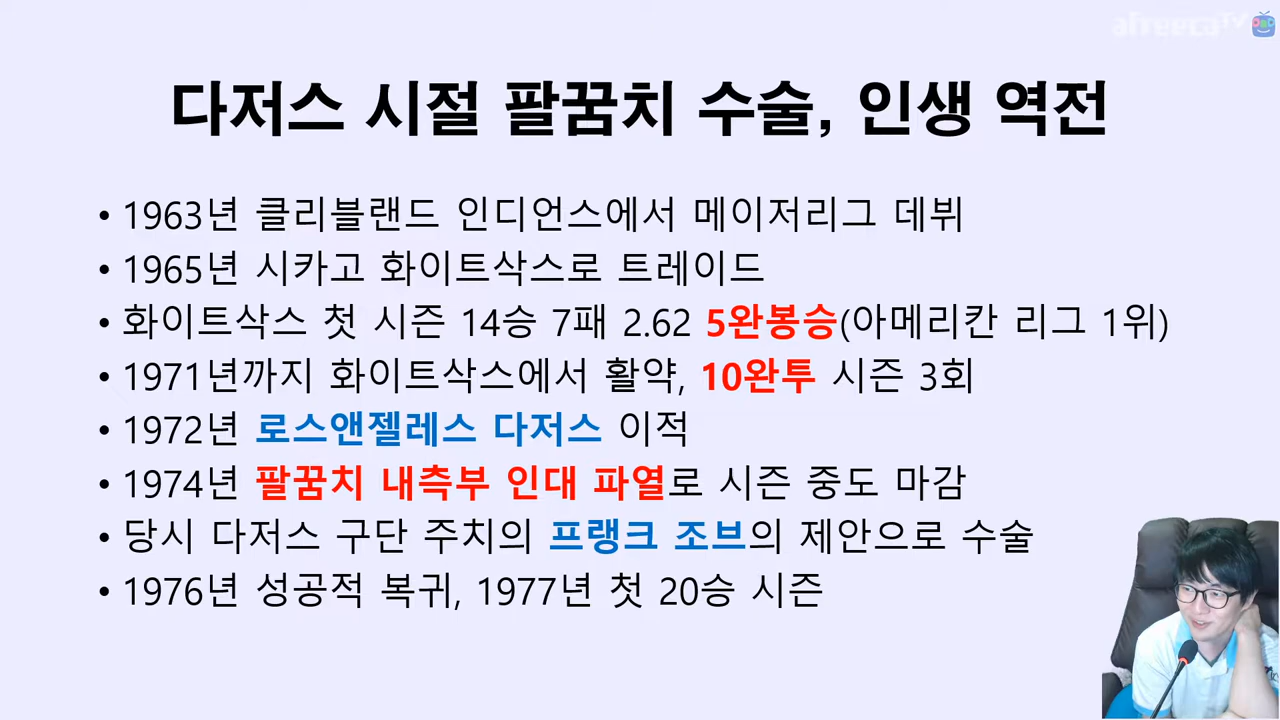 afreecaTV
다저스 시절 팔꿈치 수술, 인생 역전
• 1963년 클리블랜드 인디언스에서 메이저리그 데뷔
• 1965년 시카고 화이트삭스로 트레이드
• 화이트삭스 첫 시즌 14승 7패 2.62 5완봉승(아메리칸 리그 1위)
• 1971년까지 화이트삭스에서 활약, 10완투 시즌 3회
• 1972년 로스앤젤레스 다저스 이적
• 1974년 팔꿈치 내측부 인대 파열로 시즌 중도 마감
• 당시 다저스 구단 주치의 프랭크 조브의 제안으로 수술
• 1976년 성공적 복귀, 1977년 첫 20승 시즌